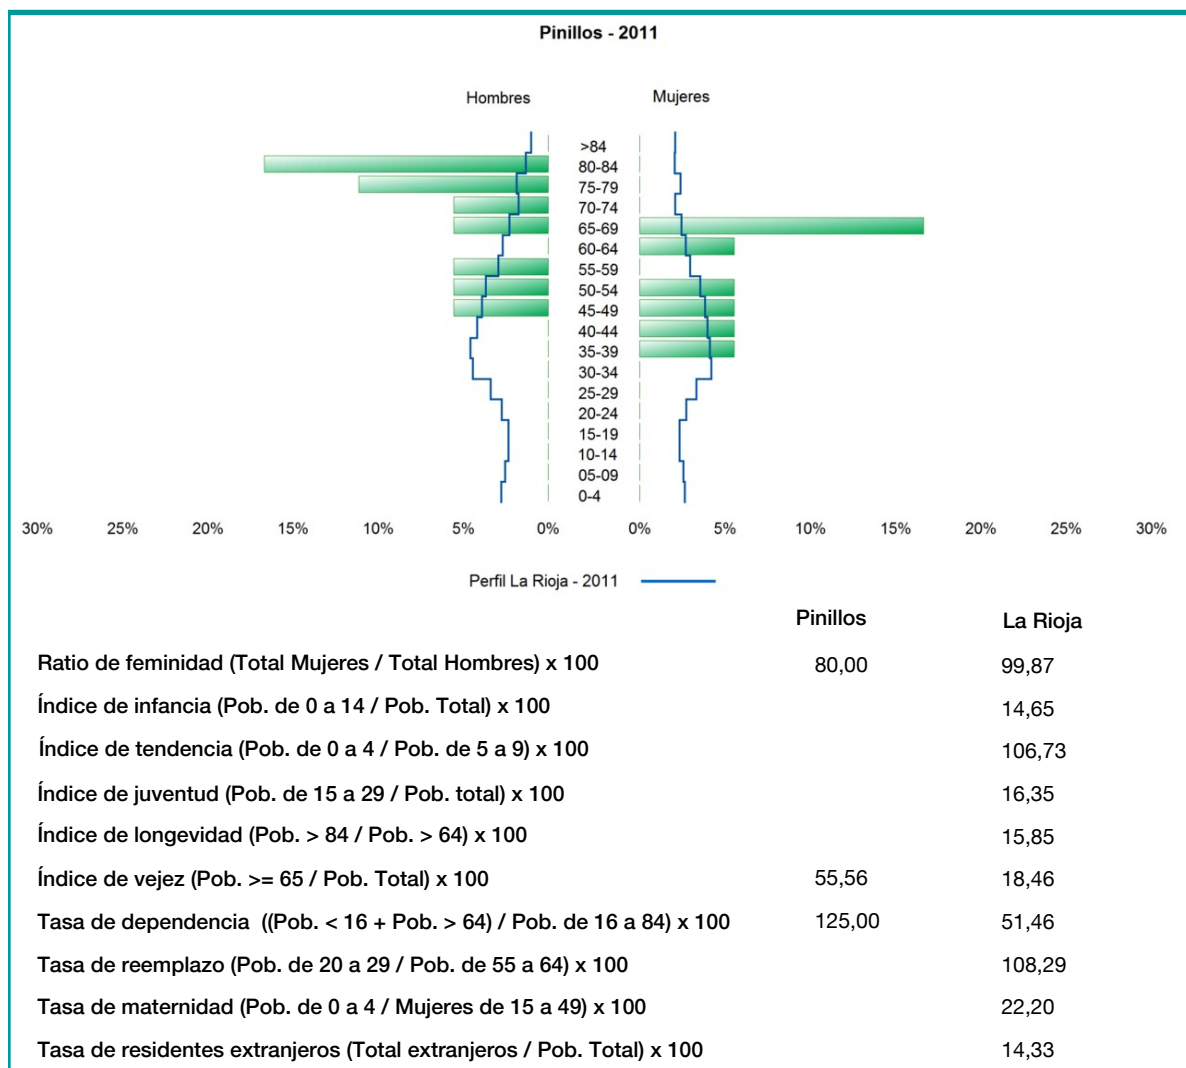 Pinillos - 2011
Hombres Mujeres
>84
80-84
75-79
70-74
65-69
60-64
55-59
50-54
45-49
40-44
35-39
30-34
25-29
20-24
15-19
10-14
05-09
0-4
30% 25% 20% 15% 10% 5% 0% 0% 5% 10% 15% 20% 25% 30%
Perfil La Rioja - 2011
Pinillos La Rioja
Ratio de feminidad (Total Mujeres / Total Hombres) x 100 80,00 99,87
Índice de infancia (Pob. de 0 a 14 / Pob. Total) x 100 14,65
Índice de tendencia (Pob. de 0 a 4 / Pob. de 5 a 9) x 100 106,73
Índice de juventud (Pob. de 15 a 29 / Pob. total) x 100 16,35
Índice de longevidad (Pob. > 84 / Pob. > 64) x 100 15,85
Índice de vejez (Pob. >= 65 / Pob. Total) x 100 55,56 18,46
Tasa de dependencia ((Pob. < 16 + Pob. > 64) / Pob. de 16 a 84) x 100 125,00 51,46
Tasa de reemplazo (Pob. de 20 a 29 / Pob. de 55 a 64) x 100 108,29
Tasa de maternidad (Pob. de 0 a 4 / Mujeres de 15 a 49) x 100 22,20
Tasa de residentes extranjeros (Total extranjeros / Pob. Total) x 100 14,33